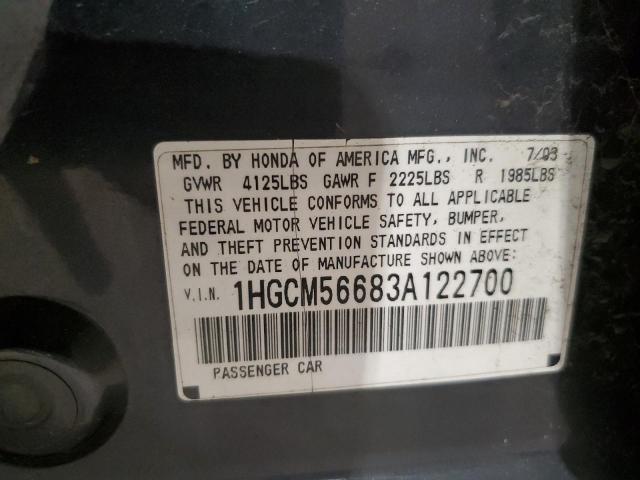 MFD. BY HONDA OF AMERICA MFG., INC. 7/03
GVWR 4125LBS GAWR F 2225LBS R 1985LBS
THIS VEHICLE CONFORMS TO ALL APPLICABLE
FEDERAL MOTOR VEHICLE SAFETY, BUMPER,
AND THEFT PREVENTION STANDARDS IN EFFECT
ON THE DATE OF MANUFACTURE SHOWN ABOVE:
V.I.N. 1HGCM56683A122700
PASSENGER CAR